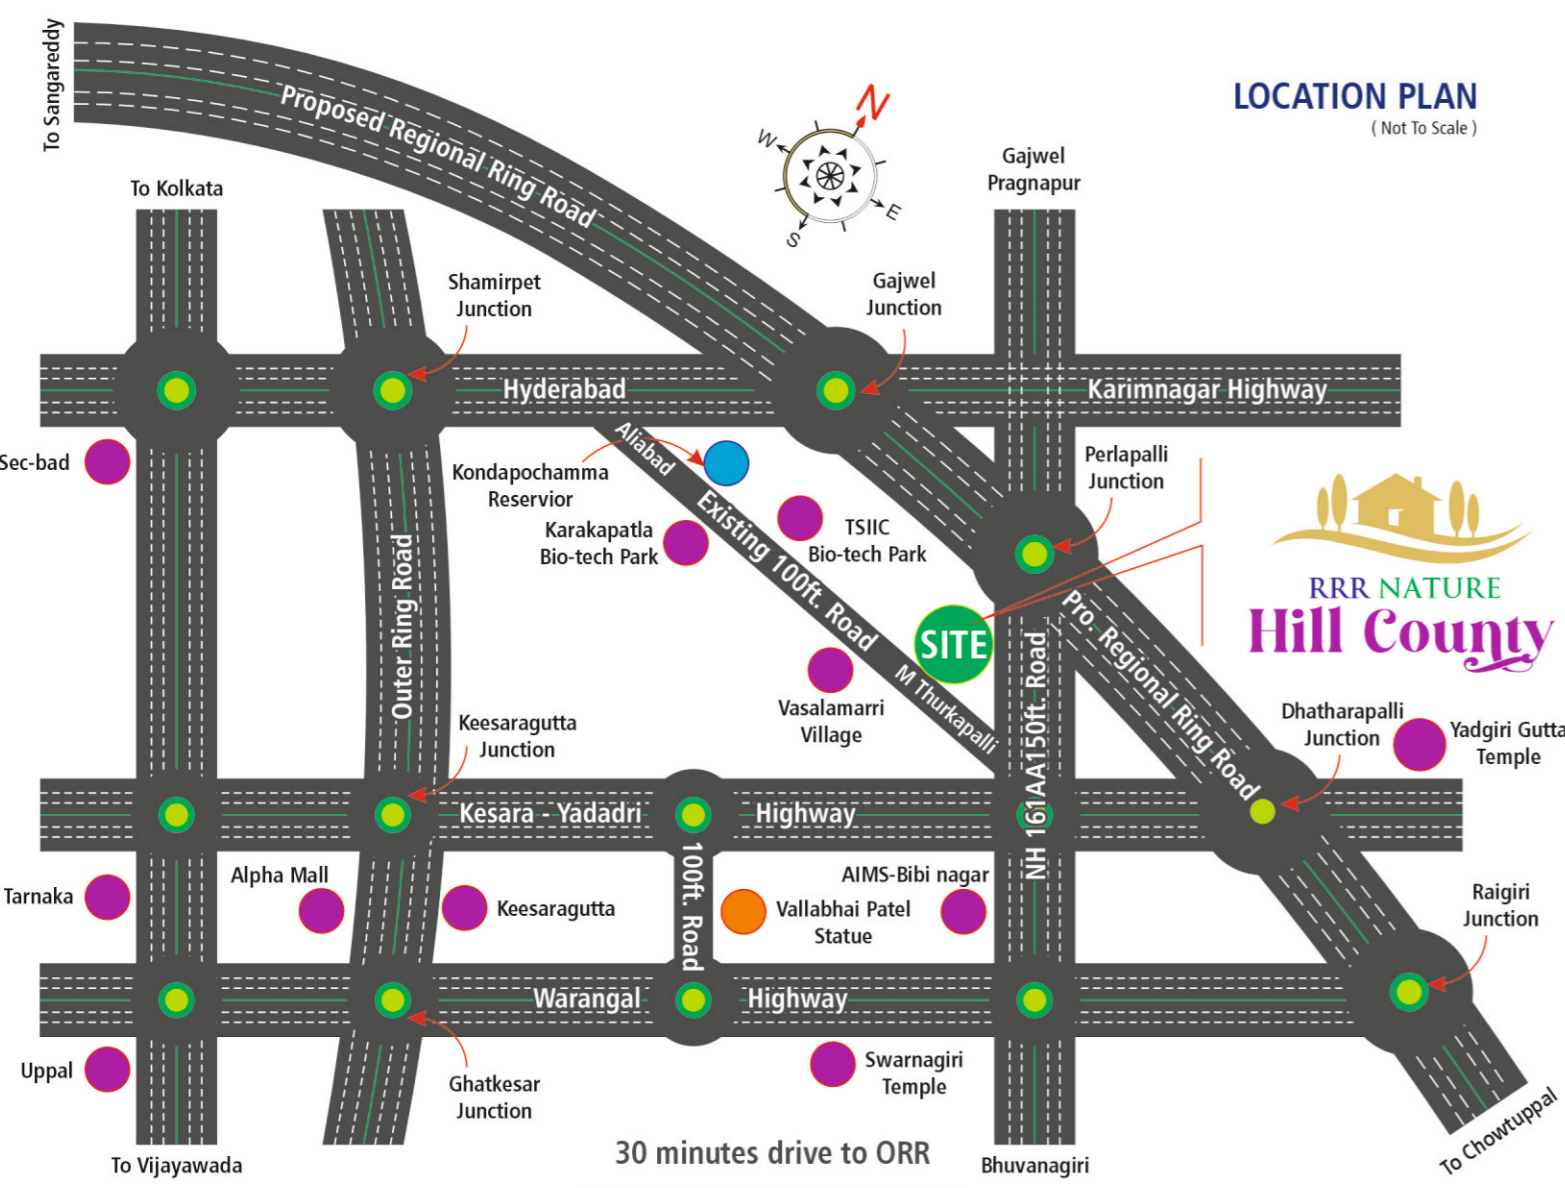 To Sangareddy
LOCATION PLAN
( Not To Scale )
Proposed Regional Ring Road
N
W
E
S
Gajwel
Pragnapur
To Kolkata
Shamirpet
Junction
Gajwel
Junction
Hyderabad
Karimnagar Highway
Sec-bad
Aliabad
Kondapochamma
Reservior
Perlapalli
Junction
Existing 100ft. Road
Karakapatla
Bio-tech Park
TSIIC
Bio-tech Park
Outer Ring Road
RRR NATURE
Hill County
SITE
Pro. Regional Ring Road
NH 161AA150ft. Road
M Thurkapalli
Vasalamarri
Village
Keesaragutta
Junction
Dhatharapalli
Junction
Yadgiri Gutta
Temple
Kesara - Yadadri
Highway
100ft. Road
Alpha Mall
AIMS-Bibi nagar
Tarnaka
Keesaragutta
Vallabhai Patel
Statue
Raigiri
Junction
Warangal
Highway
Uppal
Swarnagiri
Temple
Ghatkesar
Junction
To Chowtuppal
30 minutes drive to ORR
To Vijayawada
Bhuvanagiri